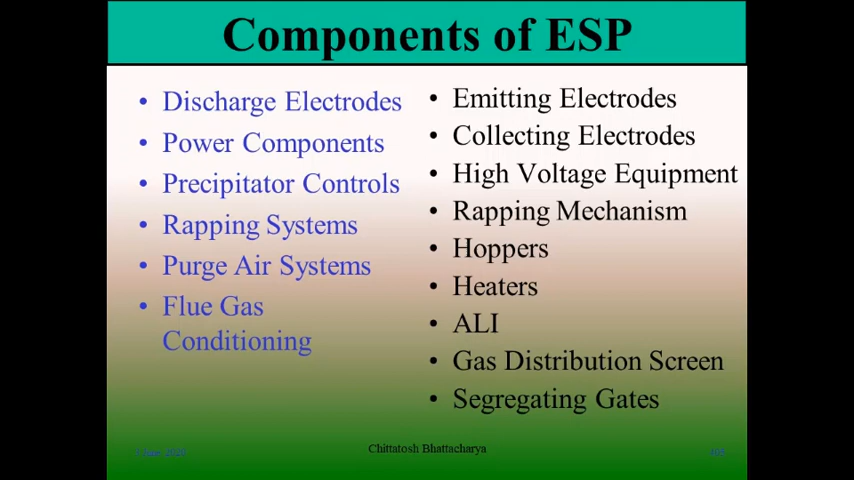 Components of ESP
• Discharge Electrodes
• Power Components
• Precipitator Controls
• Rapping Systems
• Purge Air Systems
• Flue Gas
Conditioning
• Emitting Electrodes
• Collecting Electrodes
• High Voltage Equipment
• Rapping Mechanism
• Hoppers
• Heaters
• ALI
• Gas Distribution Screen
• Segregating Gates
Chittatosh Bhattacharya